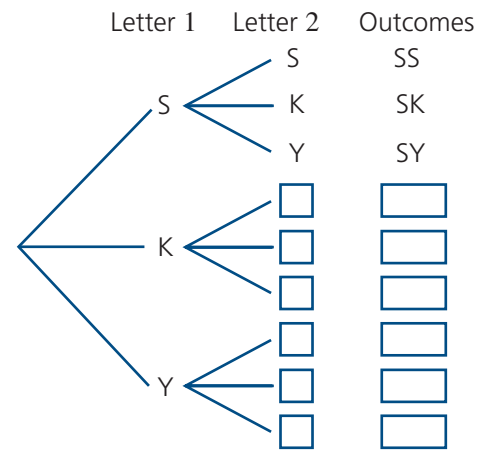 Letter 1 Letter 2 Outcomes
S SS
S K SK
Y SY
K
Y